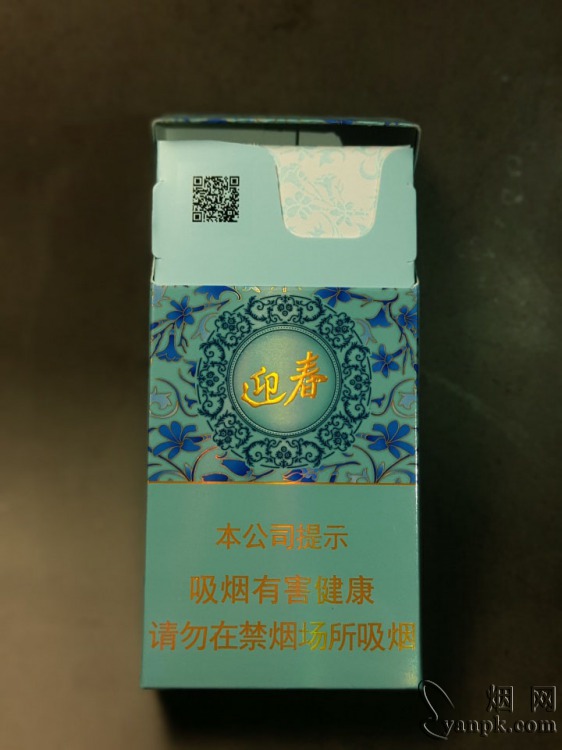 迎春
本公司提示
吸烟有害健康
请勿在禁烟场所吸烟
烟网
yanpk.com